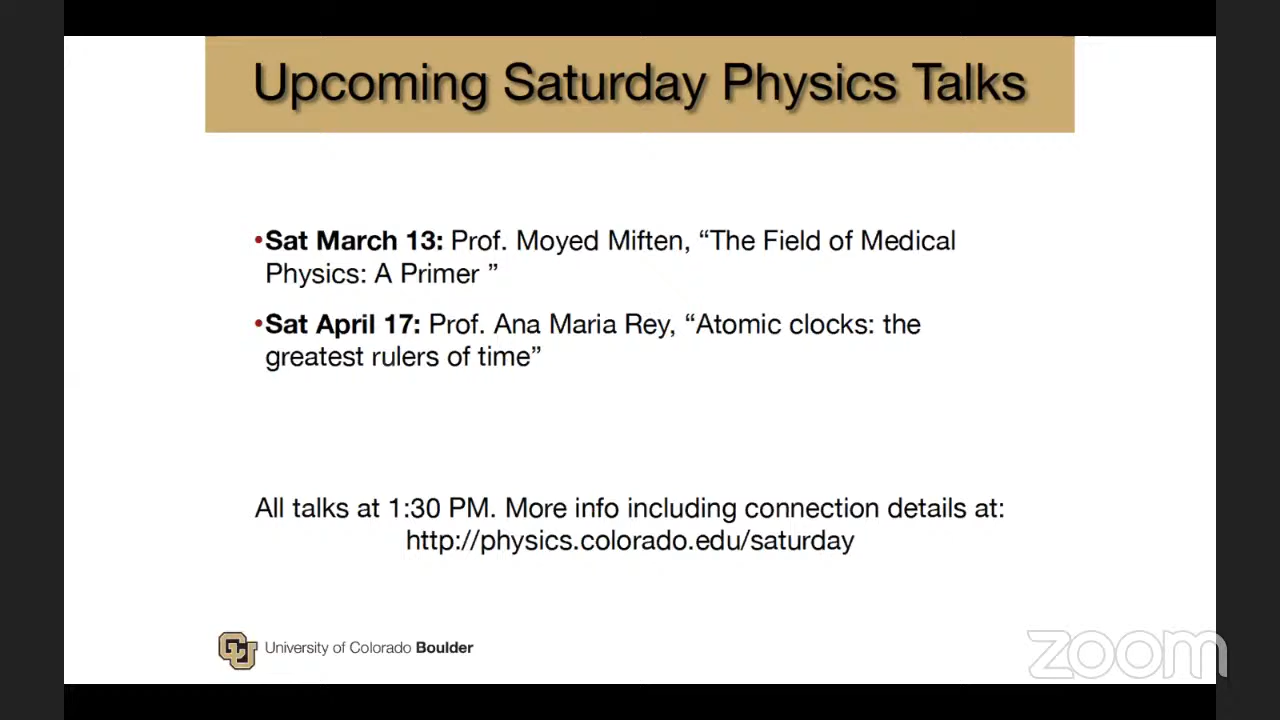 Upcoming Saturday Physics Talks
•Sat March 13: Prof. Moyed Miften, “The Field of Medical
Physics: A Primer ”
•Sat April 17: Prof. Ana Maria Rey, “Atomic clocks: the
greatest rulers of time”
All talks at 1:30 PM. More info including connection details at:
http://physics.colorado.edu/saturday
CU University of Colorado Boulder
zoom